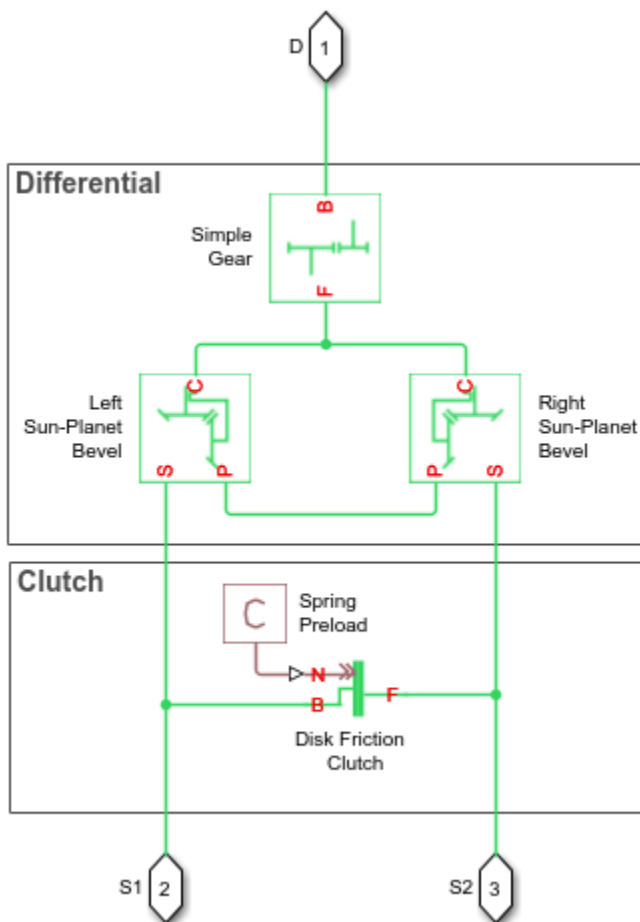 D 1
Differential
Simple
Gear
B
F
Left
Sun-Planet
Bevel
C
S P
C
P S
Right
Sun-Planet
Bevel
Clutch
C
Spring
Preload
N
B
F
Disk Friction
Clutch
S1 2
S2 3